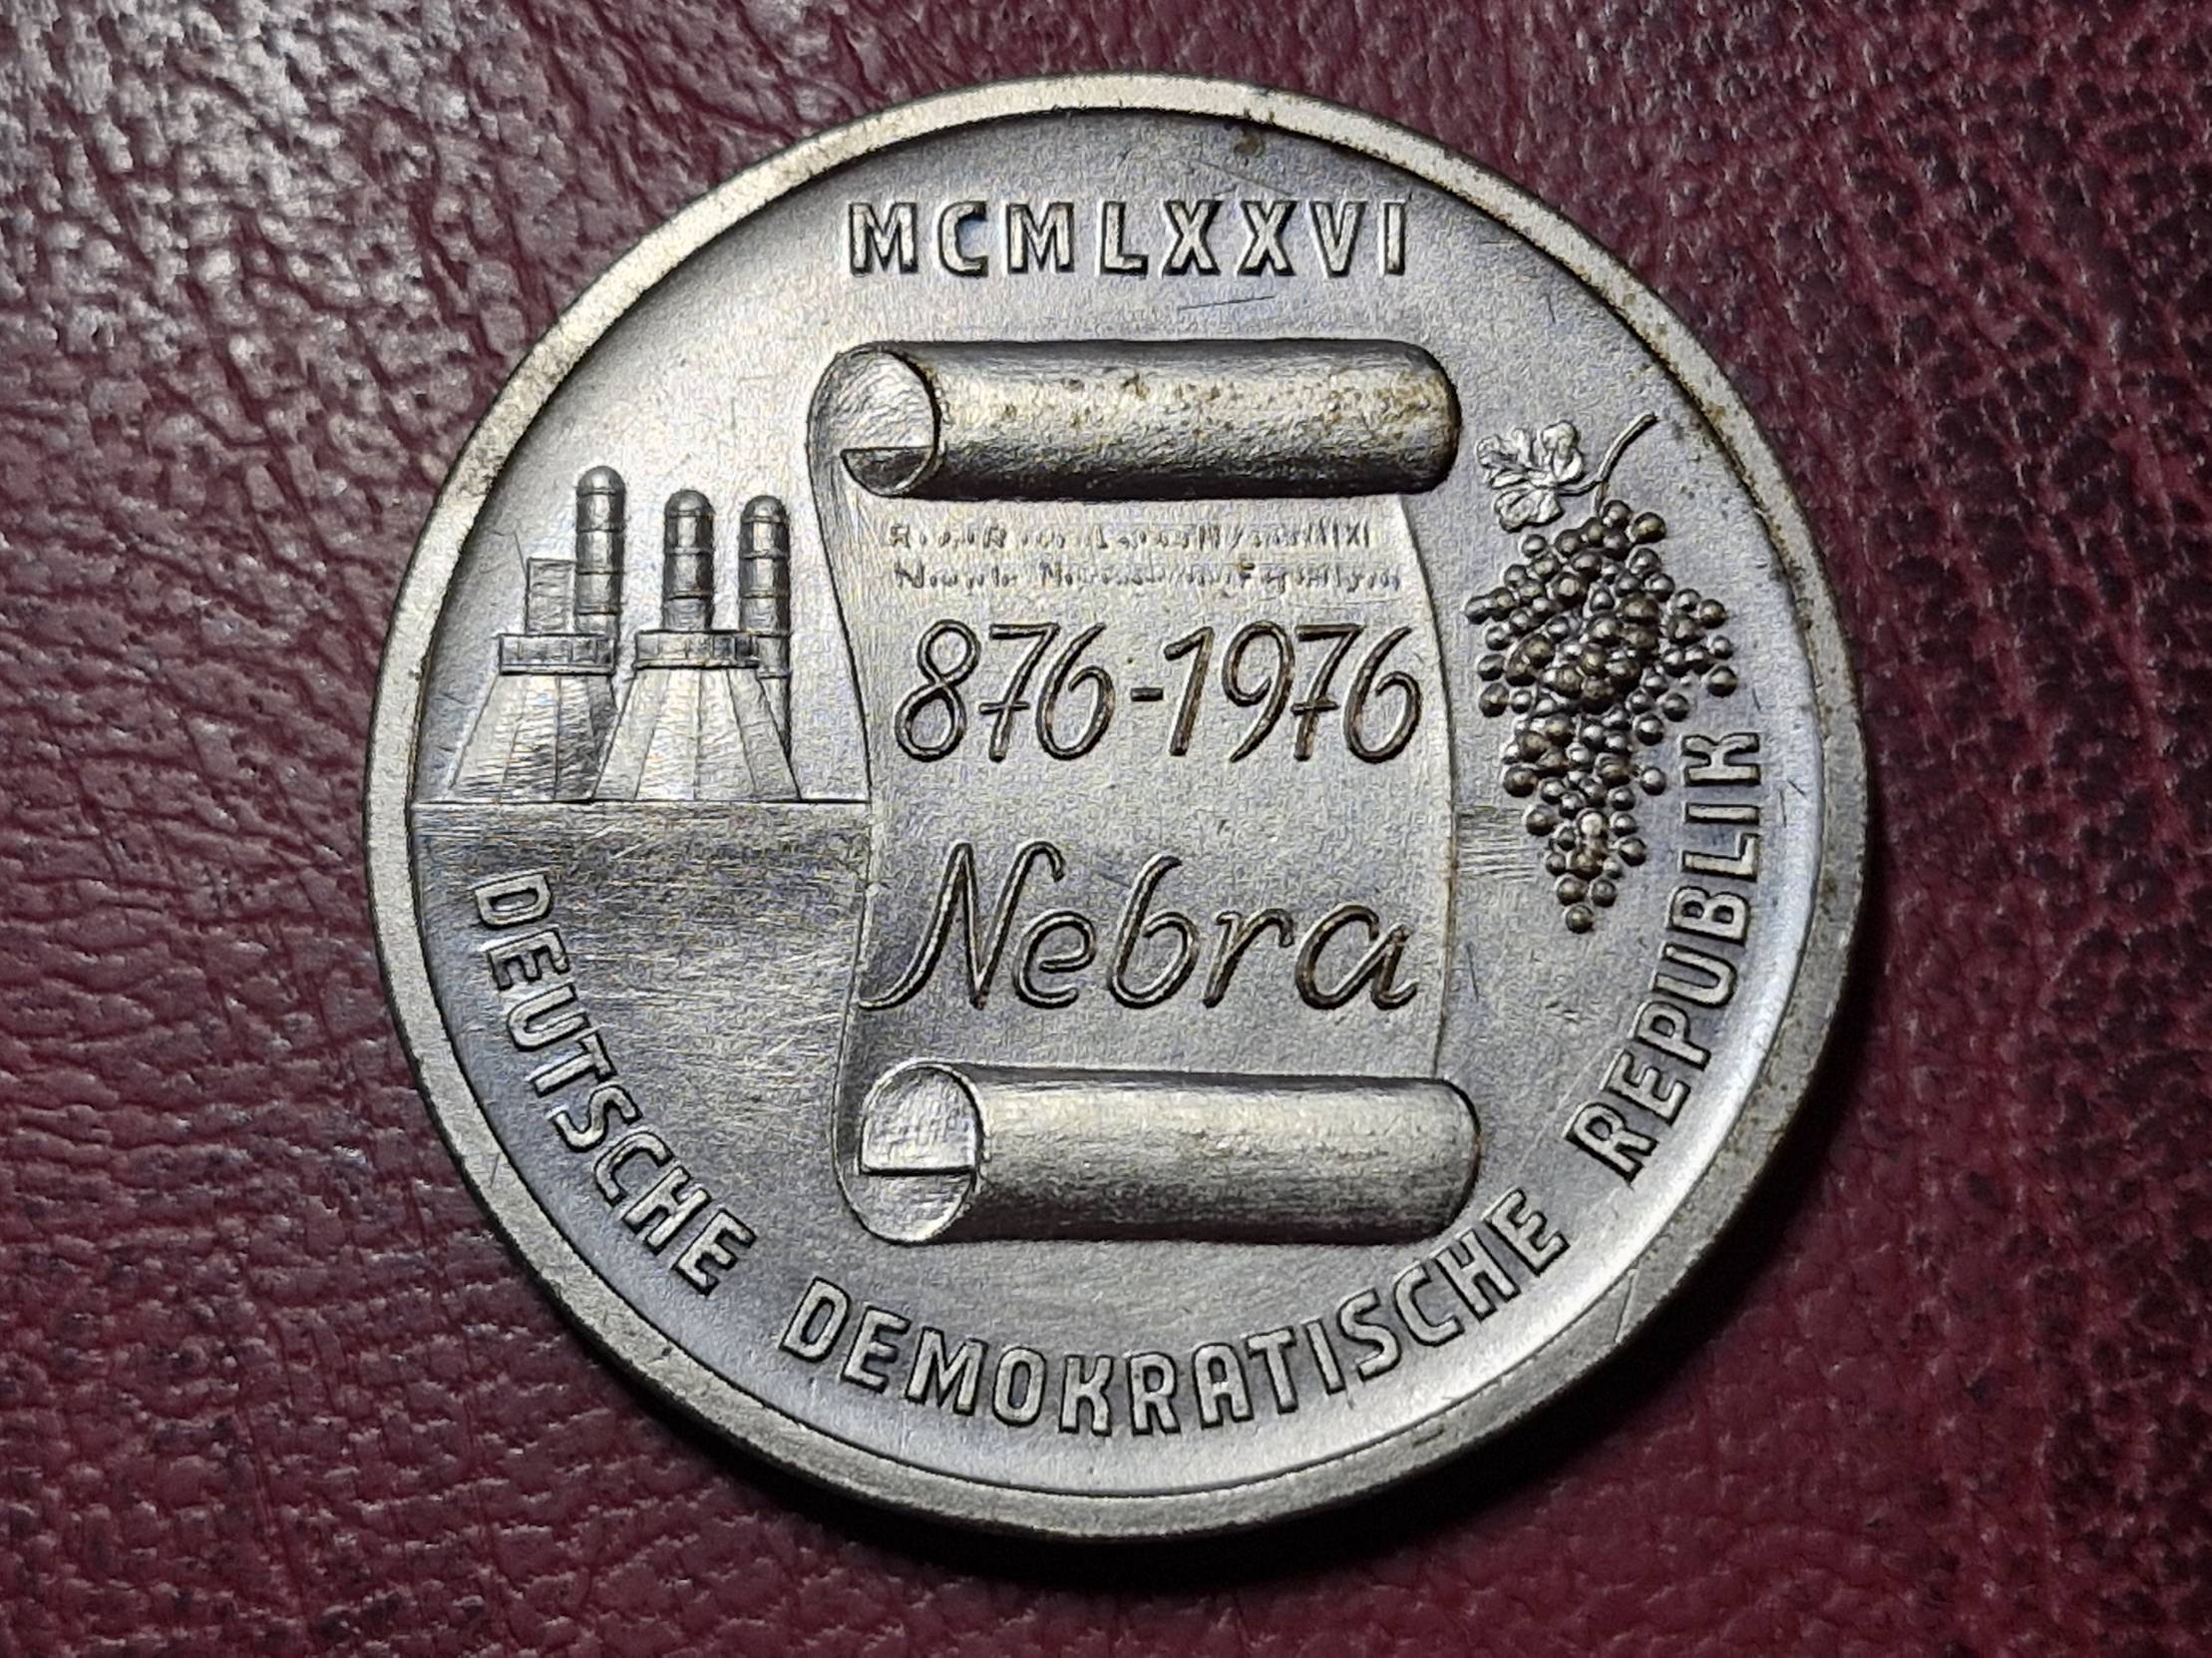 MCMLXXVI
876-1976
Nebra
DEUTSCHE DEMOKRATISCHE REPUBLIK